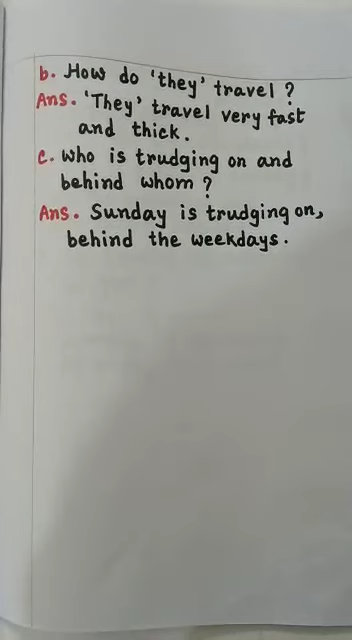 b. How do 'they' travel ?
Ans. 'They' travel very fast
and thick.
c. Who is trudging on and
behind whom ?
Ans. Sunday is trudging on,
behind the weekdays.